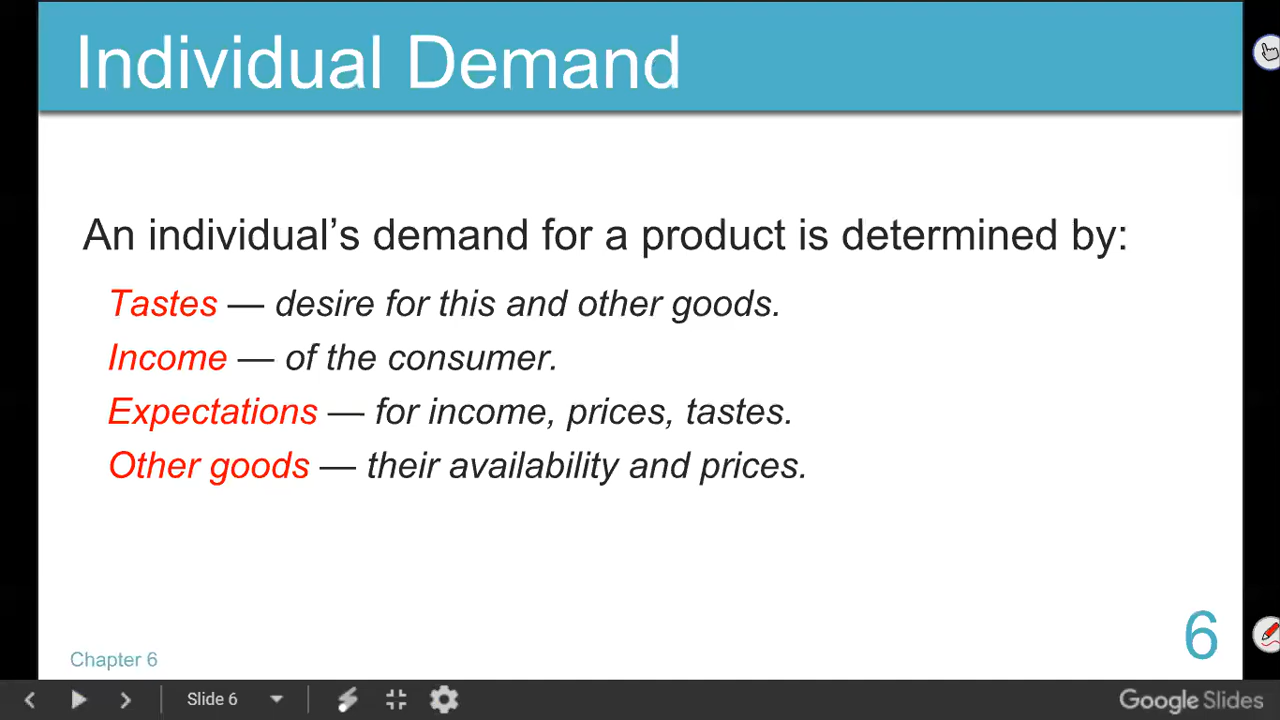 Individual Demand
An individual’s demand for a product is determined by:
Tastes — desire for this and other goods.
Income — of the consumer.
Expectations — for income, prices, tastes.
Other goods — their availability and prices.
6
Chapter 6
Slide 6
Google Slides